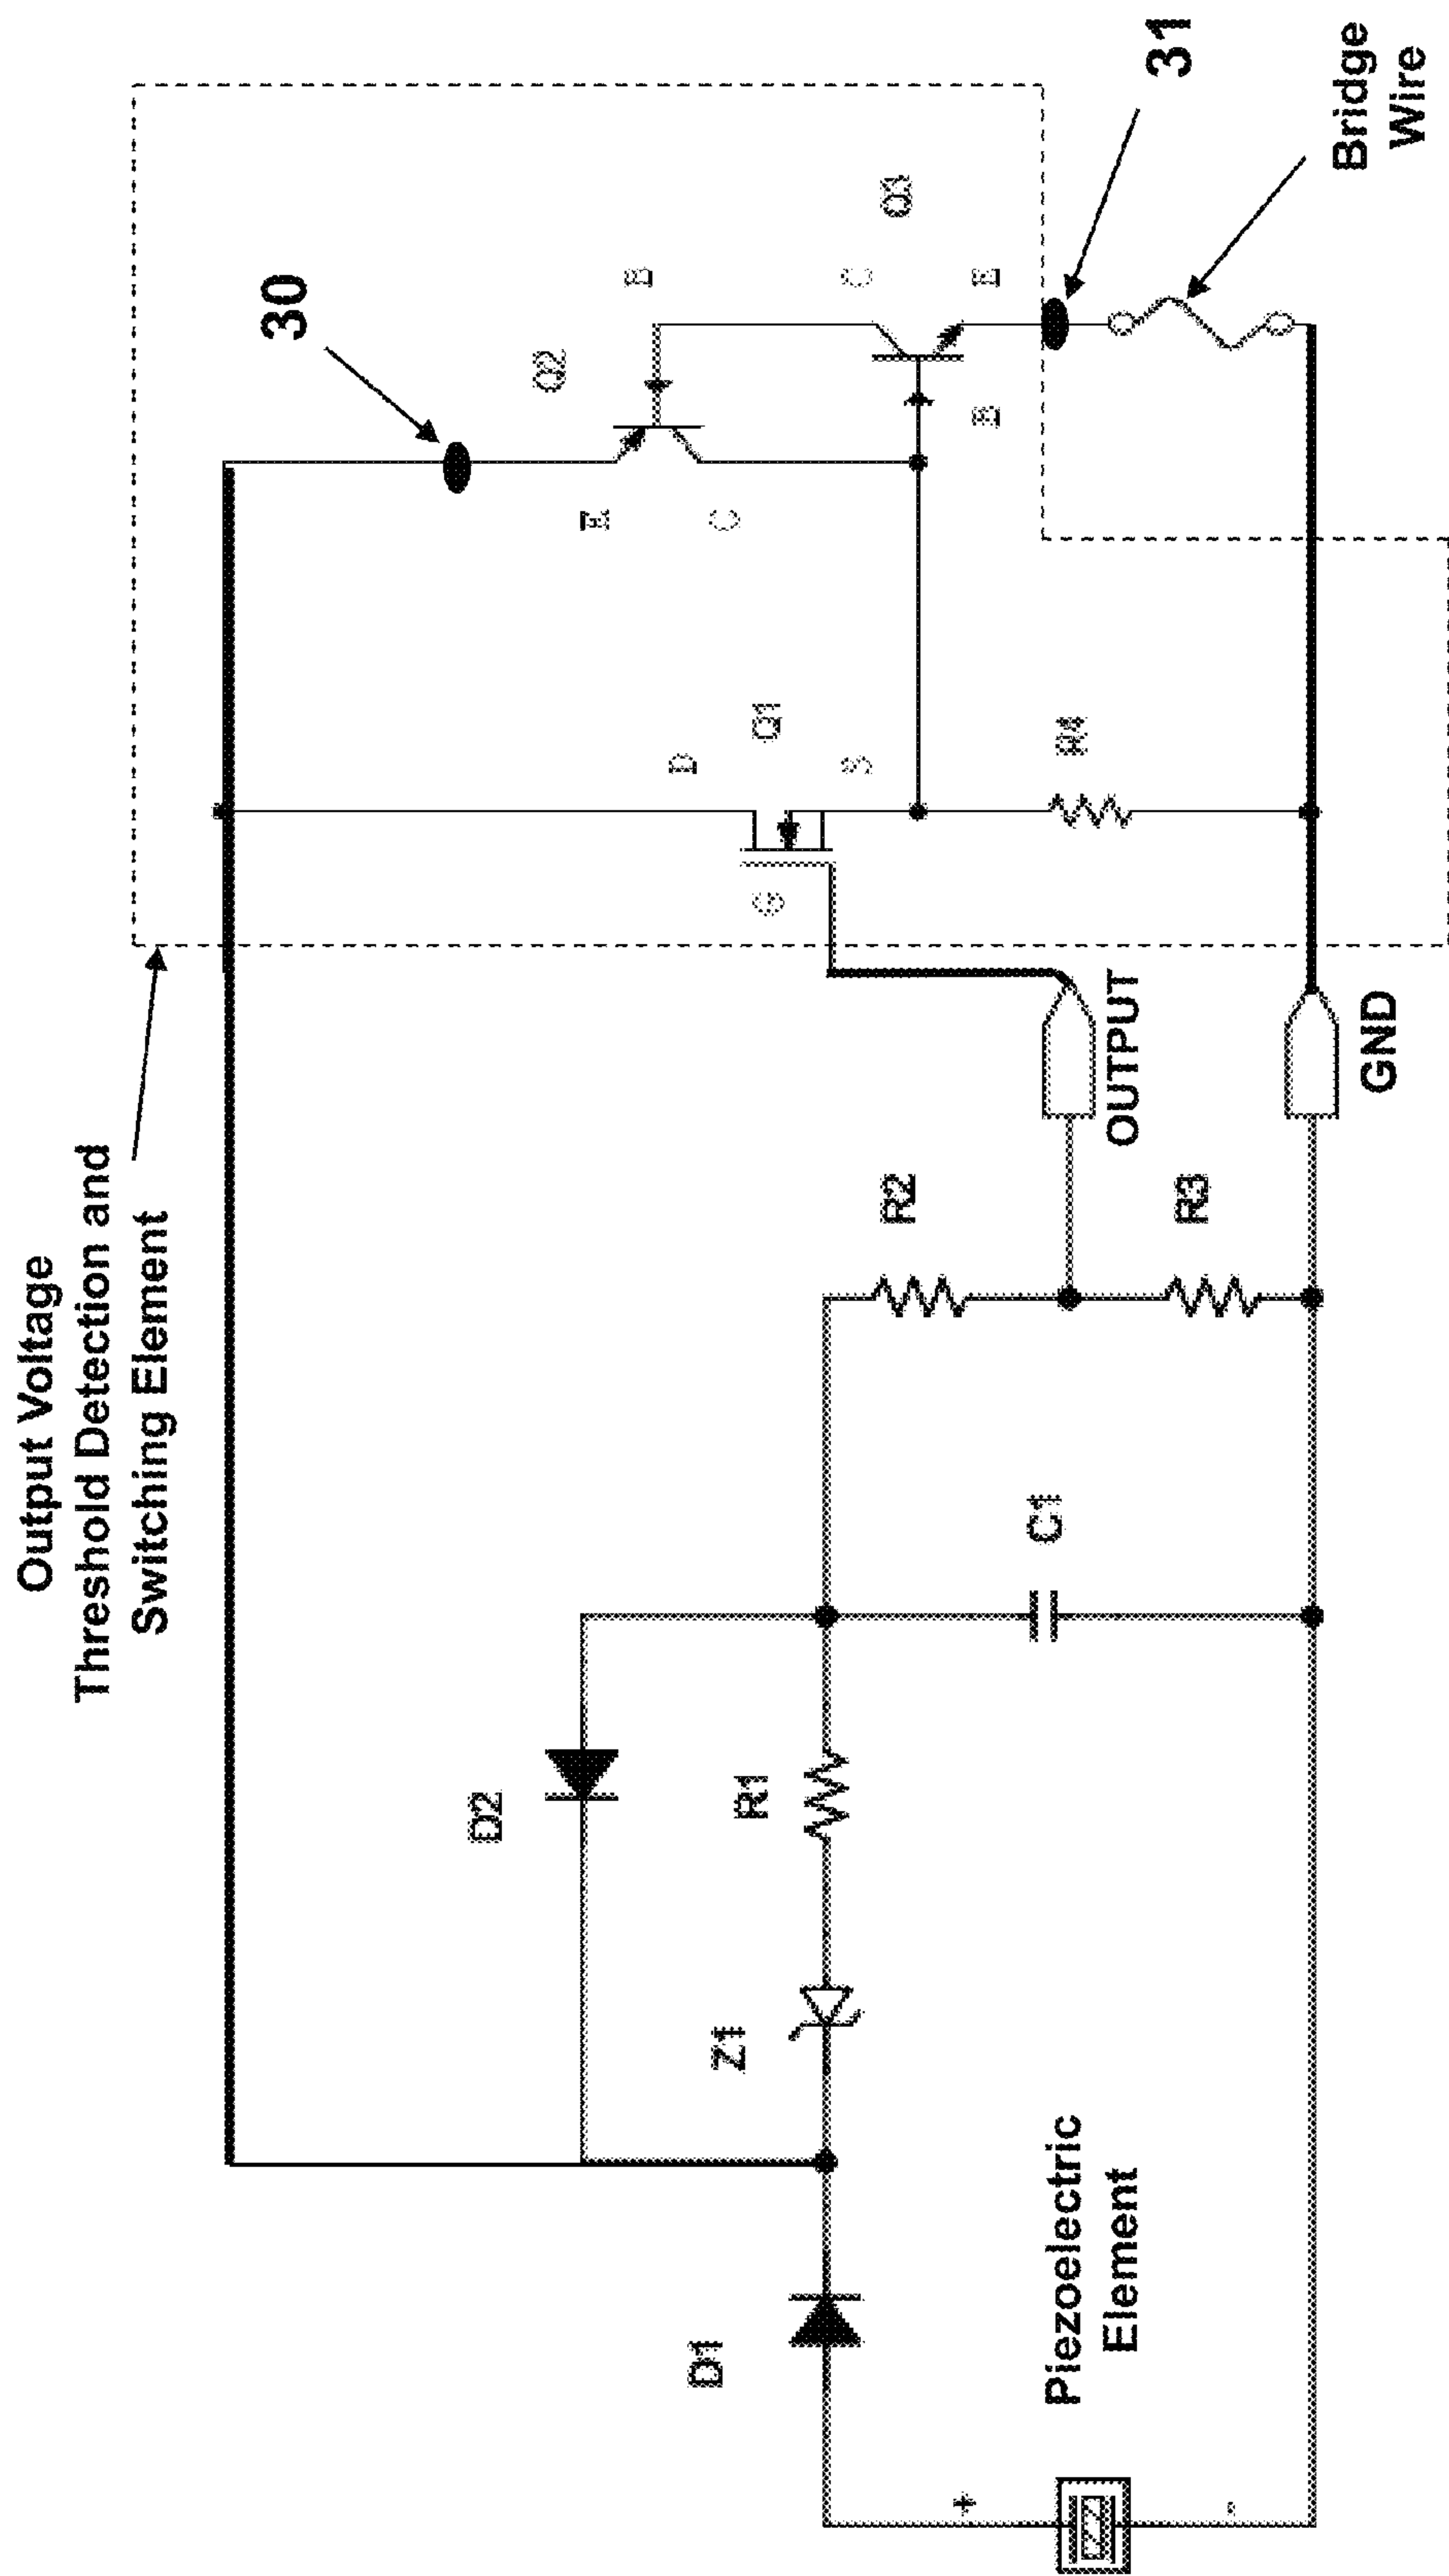 Output Voltage
Threshold Detection and
Switching Element
30
31
Bridge
Wire
Q2
E
B
C
Q3
C
E
B
D
Q1
G
S
R4
OUTPUT
GND
D2
R2
R3
R1
Z1
C1
D1
+
-
Piezoelectric
Element